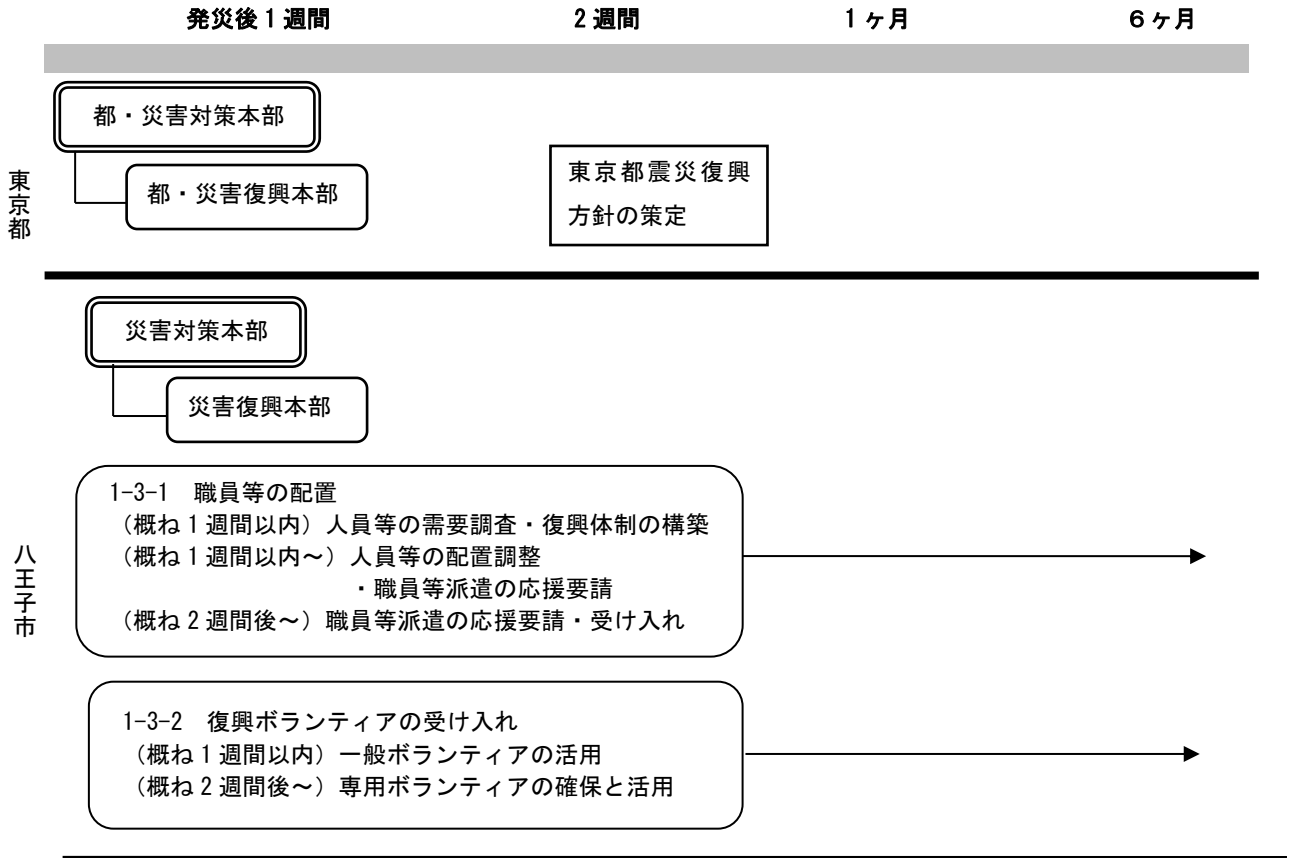 発災後1週間 2週間 1ヶ月 6ヶ月
東京都
都・災害対策本部
都・災害復興本部
東京都震災復興
方針の策定
八王子市
災害対策本部
災害復興本部
1-3-1 職員等の配置
（概ね1週間以内）人員等の需要調査・復興体制の構築
（概ね1週間以内～）人員等の配置調整
・職員等派遣の応援要請
（概ね2週間後～）職員等派遣の応援要請・受け入れ
1-3-2 復興ボランティアの受け入れ
（概ね1週間以内）一般ボランティアの活用
（概ね2週間後～）専用ボランティアの確保と活用